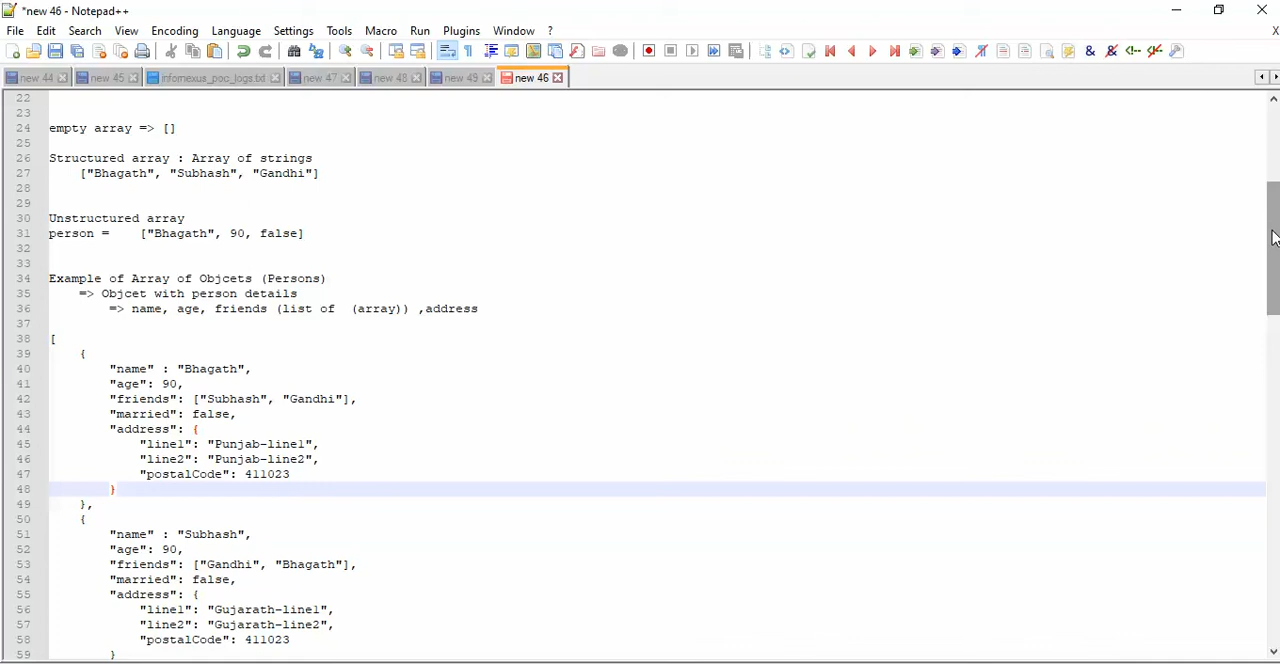 *new 46 - Notepad++
File Edit Search View Encoding Language Settings Tools Macro Run Plugins Window ? X
new 44 new 45 infomexus_poc_logs.txt new 47 new 48 new 49 new 46
22
23
24 empty array => []
25
26 Structured array : Array of strings
27 ["Bhagath", "Subhash", "Gandhi"]
28
29
30 Unstructured array
31 person = ["Bhagath", 90, false]
32
33
34 Example of Array of Objcets (Persons)
35 => Objcet with person details
36 => name, age, friends (list of (array)) ,address
37
38 [
39 {
40 "name" : "Bhagath",
41 "age": 90,
42 "friends": ["Subhash", "Gandhi"],
43 "married": false,
44 "address": {
45 "line1": "Punjab-line1",
46 "line2": "Punjab-line2",
47 "postalCode": 411023
48 }
49 },
50 {
51 "name" : "Subhash",
52 "age": 90,
53 "friends": ["Gandhi", "Bhagath"],
54 "married": false,
55 "address": {
56 "line1": "Gujarath-line1",
57 "line2": "Gujarath-line2",
58 "postalCode": 411023
59 }